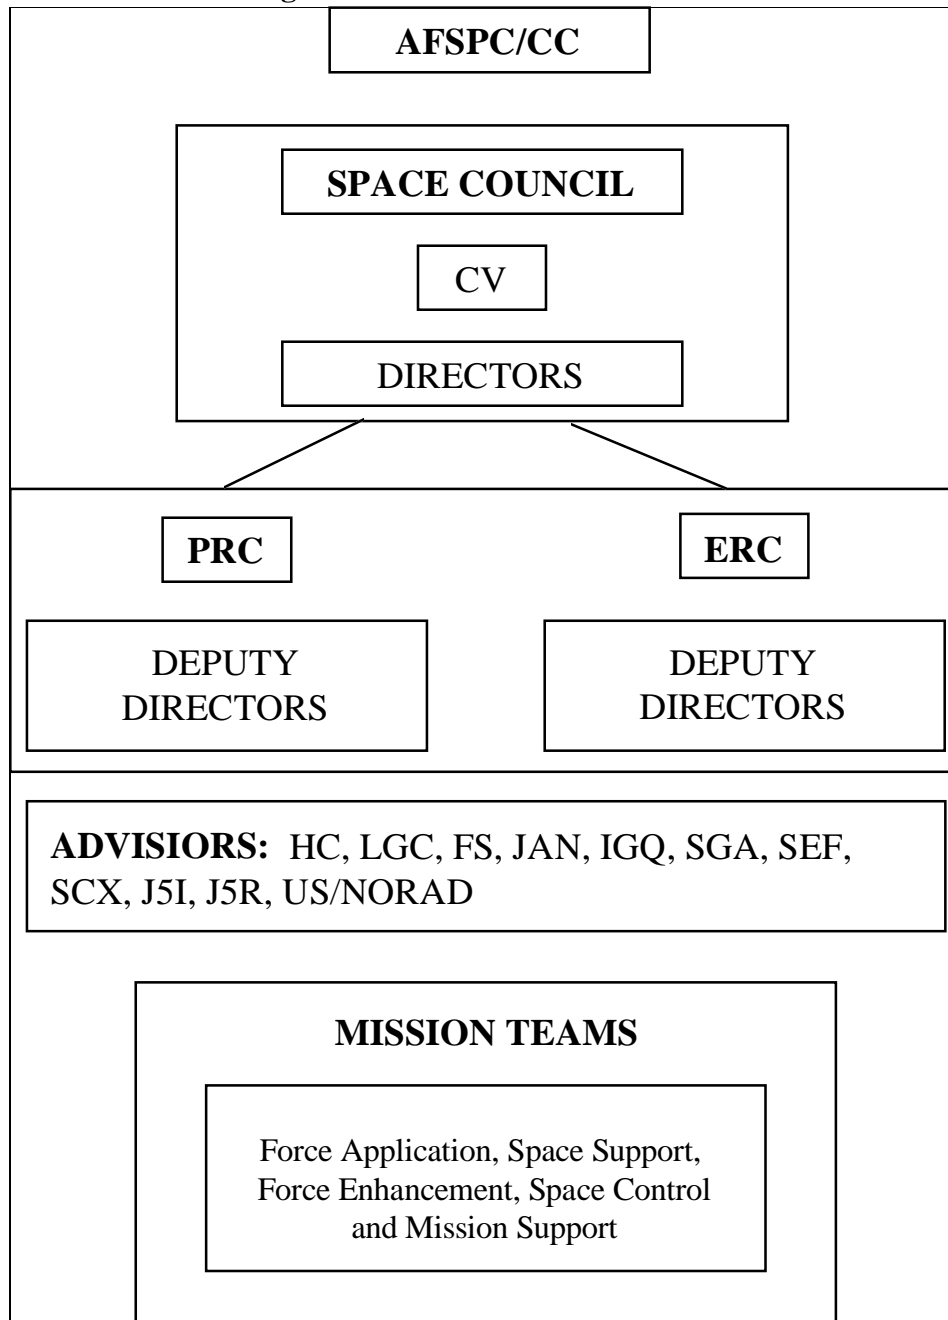 AFSPC/CC
SPACE COUNCIL
CV
DIRECTORS
PRC
ERC
DEPUTY
DIRECTORS
DEPUTY
DIRECTORS
ADVISIORS: HC, LGC, FS, JAN, IGQ, SGA, SEF,
SCX, J5I, J5R, US/NORAD
MISSION TEAMS
Force Application, Space Support,
Force Enhancement, Space Control
and Mission Support